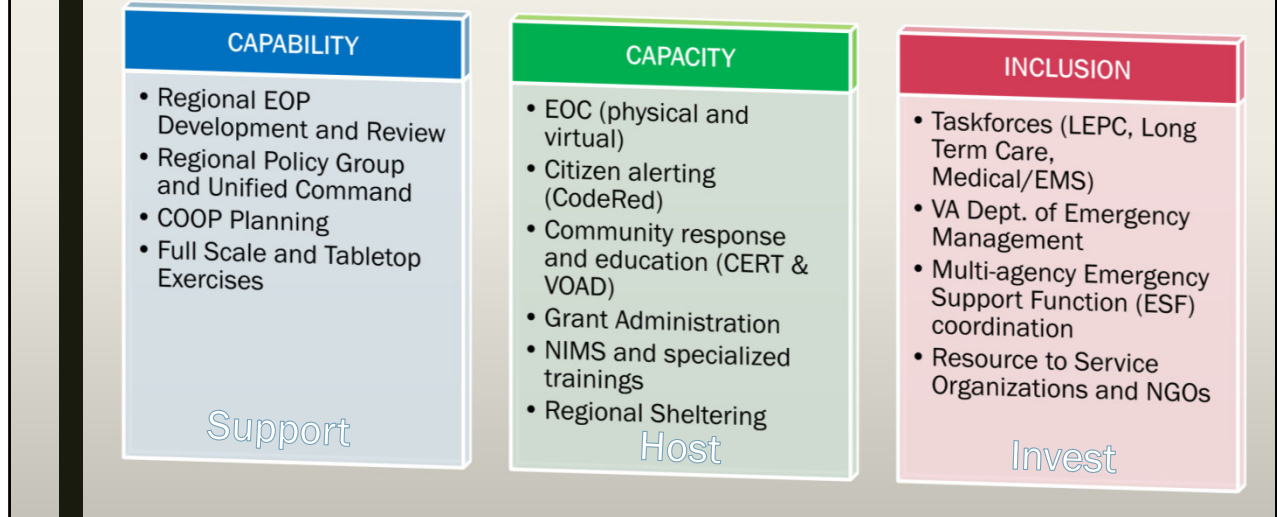 CAPABILITY
• Regional EOP
Development and Review
• Regional Policy Group
and Unified Command
• COOP Planning
• Full Scale and Tabletop
Exercises
Support
CAPACITY
• EOC (physical and
virtual)
• Citizen alerting
(CodeRed)
• Community response
and education (CERT &
VOAD)
• Grant Administration
• NIMS and specialized
trainings
• Regional Sheltering
Host
INCLUSION
• Taskforces (LEPC, Long
Term Care,
Medical/EMS)
• VA Dept. of Emergency
Management
• Multi-agency Emergency
Support Function (ESF)
coordination
• Resource to Service
Organizations and NGOs
Invest